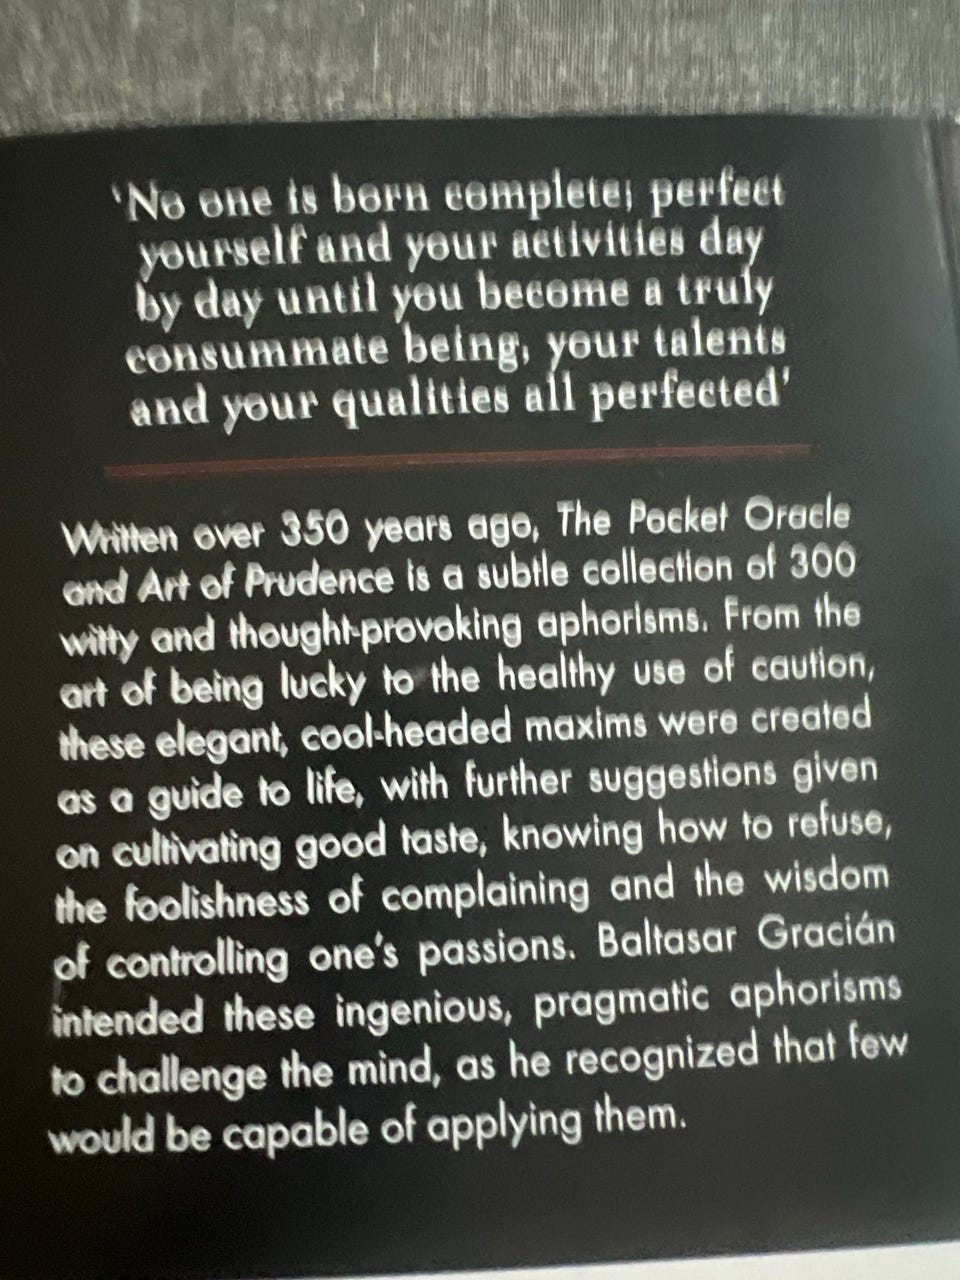 'No one is born complete; perfect
yourself and your activities day
by day until you become a truly
consummate being, your talents
and your qualities all perfected'
Written over 350 years ago, The Pocket Oracle
and Art of Prudence is a subtle collection of 300
witty and thought-provoking aphorisms. From the
art of being lucky to the healthy use of caution,
these elegant, cool-headed maxims were created
as a guide to life, with further suggestions given
on cultivating good taste, knowing how to refuse,
the foolishness of complaining and the wisdom
of controlling one's passions. Baltasar Gracián
intended these ingenious, pragmatic aphorisms
to challenge the mind, as he recognized that few
would be capable of applying them.